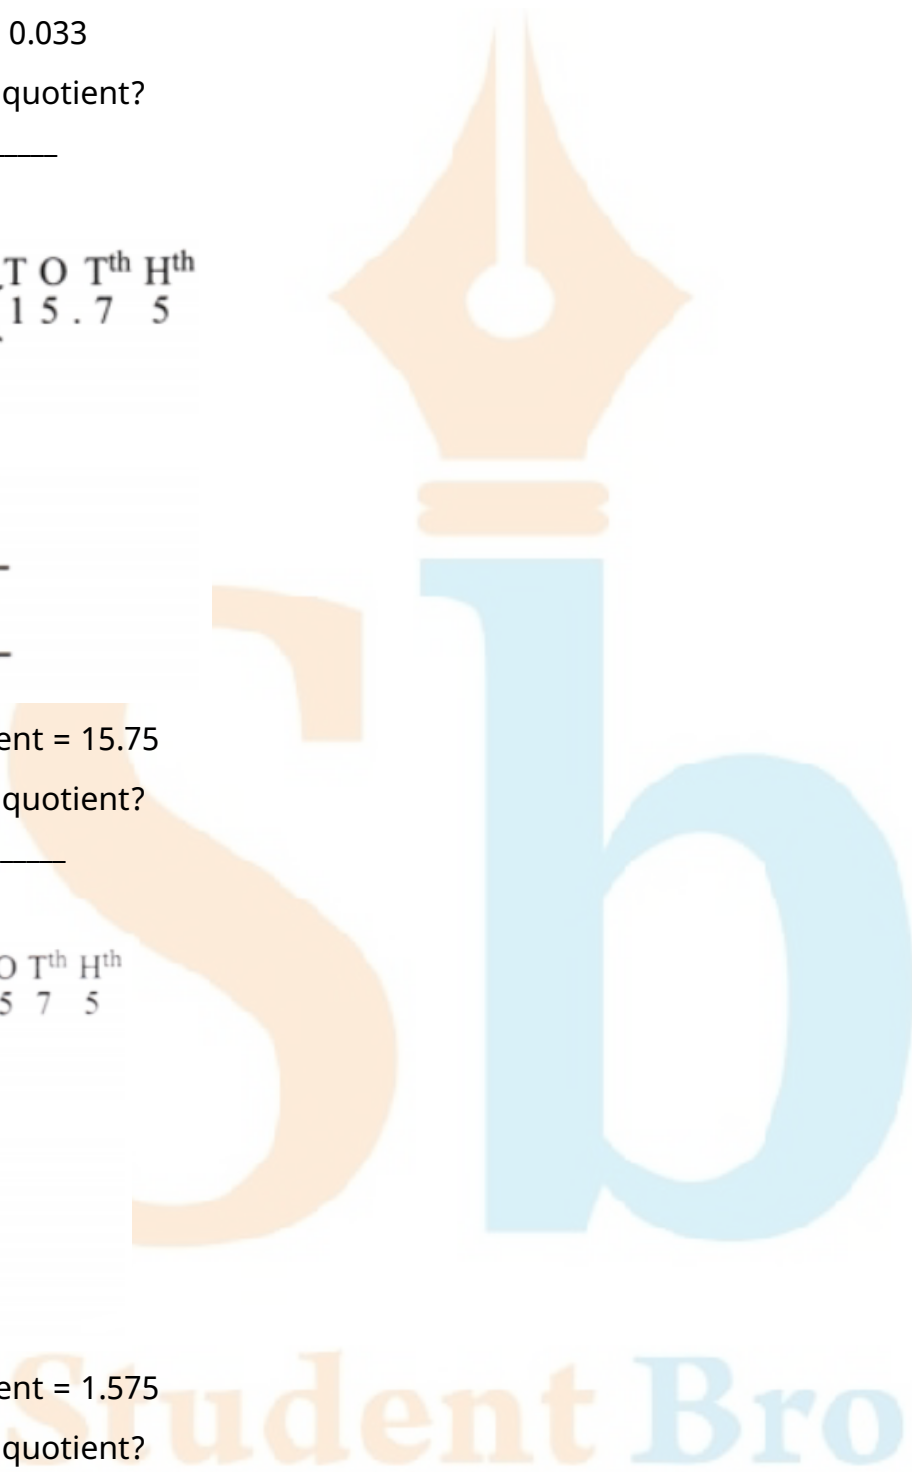 0.033
quotient?
T O Tth Hth
1 5 . 7 5
ent = 15.75
quotient?
O Tth Hth
5 7 5
ent = 1.575
quotient?
Student Bro